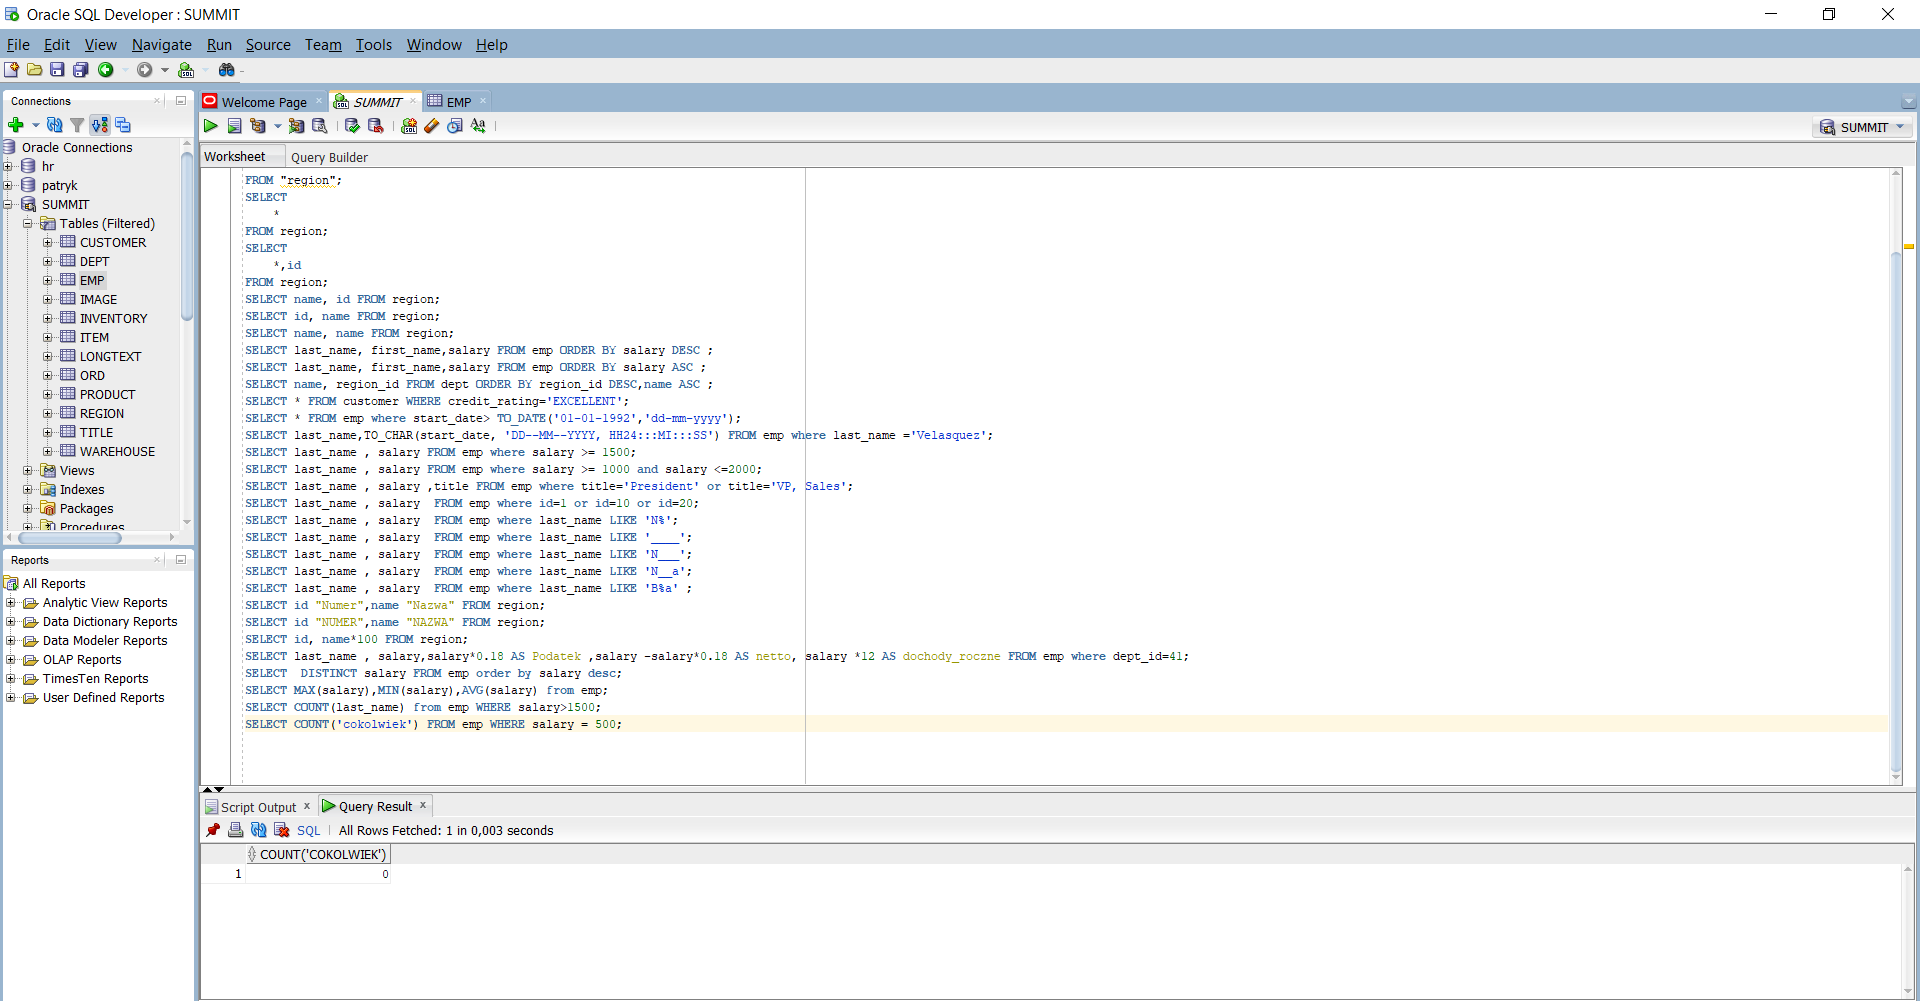 Oracle SQL Developer : SUMMIT
File Edit View Navigate Run Source Team Tools Window Help
Connections
Oracle Connections
hr
patryk
SUMMIT
Tables (Filtered)
CUSTOMER
DEPT
EMP
IMAGE
INVENTORY
ITEM
LONGTEXT
ORD
PRODUCT
REGION
TITLE
WAREHOUSE
Views
Indexes
Packages
Procedures
Reports
All Reports
Analytic View Reports
Data Dictionary Reports
Data Modeler Reports
OLAP Reports
TimesTen Reports
User Defined Reports
Welcome Page SUMMIT EMP
SUMMIT
Worksheet Query Builder
FROM "region";
SELECT
*
FROM region;
SELECT
*,id
FROM region;
SELECT name, id FROM region;
SELECT id, name FROM region;
SELECT name, name FROM region;
SELECT last_name, first_name,salary FROM emp ORDER BY salary DESC ;
SELECT last_name, first_name,salary FROM emp ORDER BY salary ASC ;
SELECT name, region_id FROM dept ORDER BY region_id DESC,name ASC ;
SELECT * FROM customer WHERE credit_rating='EXCELLENT';
SELECT * FROM emp where start_date> TO_DATE('01-01-1992','dd-mm-yyyy');
SELECT last_name,TO_CHAR(start_date, 'DD--MM--YYYY, HH24:::MI:::SS') FROM emp where last_name ='Velasquez';
SELECT last_name , salary FROM emp where salary >= 1500;
SELECT last_name , salary FROM emp where salary >= 1000 and salary <=2000;
SELECT last_name , salary ,title FROM emp where title='President' or title='VP, Sales';
SELECT last_name , salary  FROM emp where id=1 or id=10 or id=20;
SELECT last_name , salary  FROM emp where last_name LIKE 'N%';
SELECT last_name , salary  FROM emp where last_name LIKE '____';
SELECT last_name , salary  FROM emp where last_name LIKE 'N___';
SELECT last_name , salary  FROM emp where last_name LIKE 'N__a';
SELECT last_name , salary  FROM emp where last_name LIKE 'B%a' ;
SELECT id "Numer",name "Nazwa" FROM region;
SELECT id "NUMER",name "NAZWA" FROM region;
SELECT id, name*100 FROM region;
SELECT last_name , salary,salary*0.18 AS Podatek ,salary -salary*0.18 AS netto, salary *12 AS dochody_roczne FROM emp where dept_id=41;
SELECT  DISTINCT salary FROM emp order by salary desc;
SELECT MAX(salary),MIN(salary),AVG(salary) from emp;
SELECT COUNT(last_name) from emp WHERE salary>1500;
SELECT COUNT('cokolwiek') FROM emp WHERE salary = 500;
Script Output Query Result
SQL All Rows Fetched: 1 in 0,003 seconds
COUNT('COKOLWIEK')
1 0